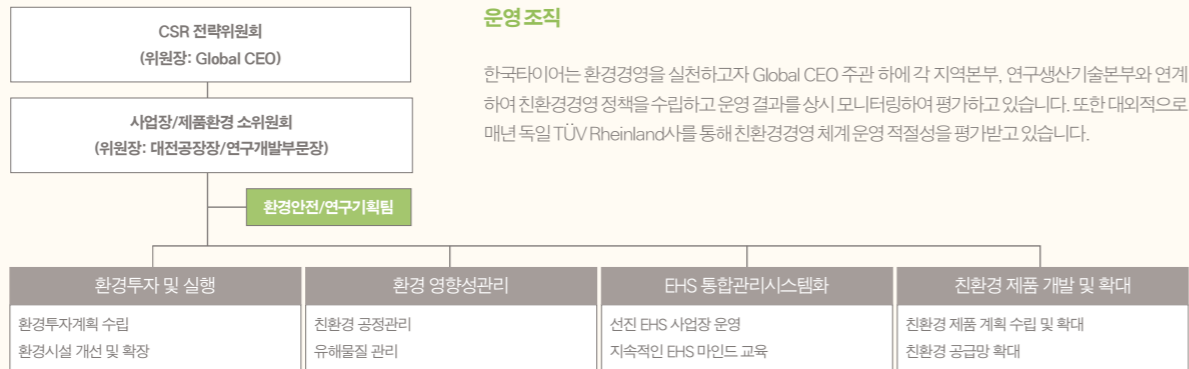 CSR 전략위원회
(위원장: Global CEO)
사업장/제품환경 소위원회
(위원장: 대전공장장/연구개발부문장)
환경안전/연구기획팀
운영 조직
한국타이어는 환경경영을 실천하고자 Global CEO 주관 하에 각 지역본부, 연구생산기술본부와 연계
하여 친환경경영 정책을 수립하고 운영 결과를 상시 모니터링하여 평가하고 있습니다. 또한 대외적으로
매년 독일 TÜV Rheinland사를 통해 친환경경영 체계 운영 적절성을 평가받고 있습니다.
환경투자 및 실행
환경투자계획 수립
환경시설 개선 및 확장
환경 영향성관리
친환경 공정관리
유해물질 관리
EHS 통합관리시스템화
선진 EHS 사업장 운영
지속적인 EHS 마인드 교육
친환경 제품 개발 및 확대
친환경 제품 계획 수립 및 확대
친환경 공급망 확대